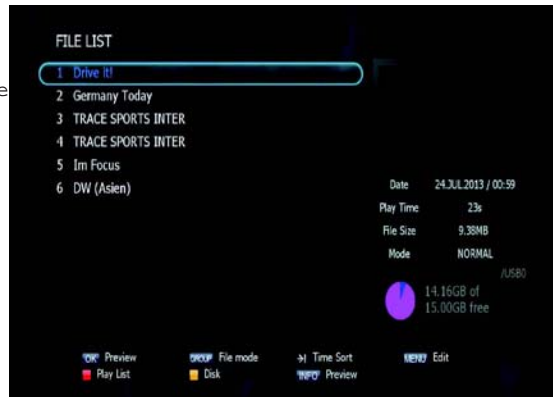 FILE LIST
1 Drive it!
2 Germany Today
3 TRACE SPORTS INTER
4 TRACE SPORTS INTER
5 Im Focus
6 DW (Asien)
Date 24.JUL.2013 / 00:59
Play Time 23s
File Size 9.38MB
Mode NORMAL
/USB0
14.16GB of
15.00GB free
OK Preview GROUP File mode Time Sort MENU Edit
Play List Disk INFO Preview